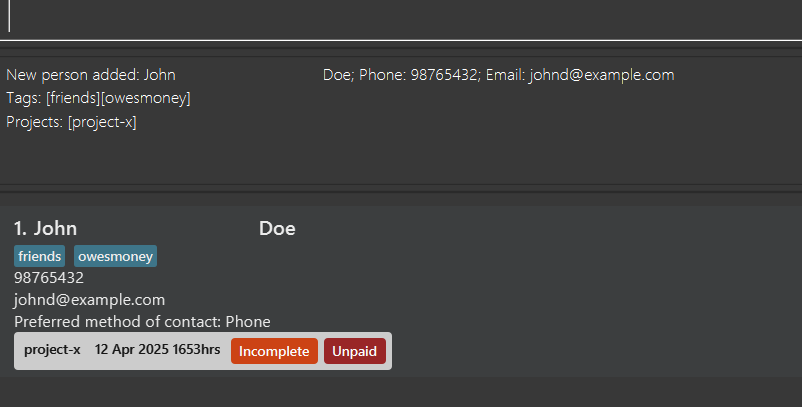 New person added: John Doe; Phone: 98765432; Email: johnd@example.com
Tags: [friends][owesmoney]
Projects: [project-x]
1. John Doe
friends owesmoney
98765432
johnd@example.com
Preferred method of contact: Phone
project-x 12 Apr 2025 1653hrs Incomplete Unpaid